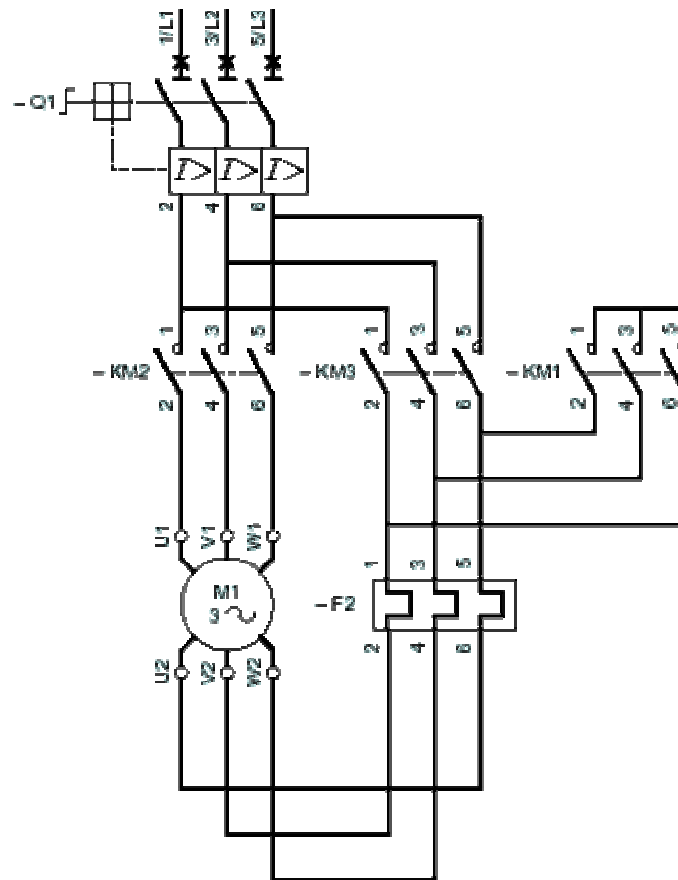 1/L1 3/L2 5/L3
– Q1
I> I> I>
2 4 6
1 3 5 1 3 5 1 3 5
– KM2 – KM3 – KM1
2 4 6 2 4 6 2 4 6
U1 V1 W1
1 3 5
M1
3 ~
– F2
U2 V2 W2
2 4 6